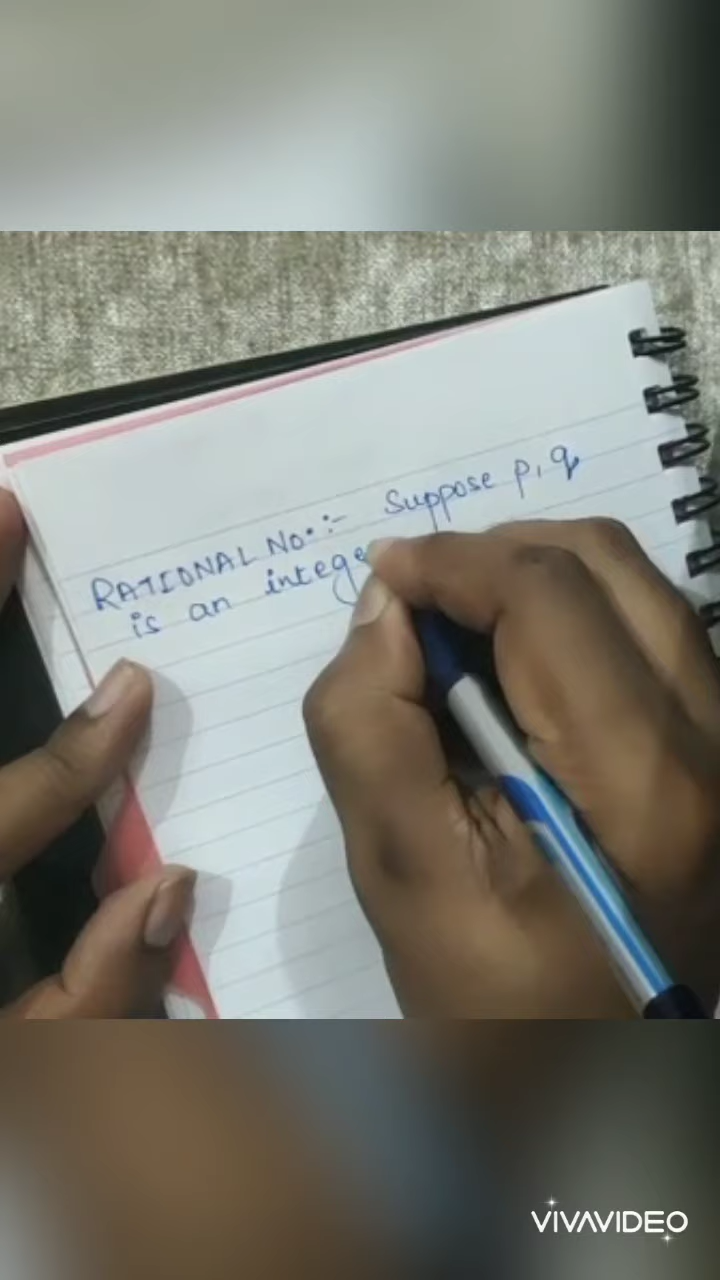 RATIONAL No. :- Suppose p, q
is an intege
VIVAVIDEO